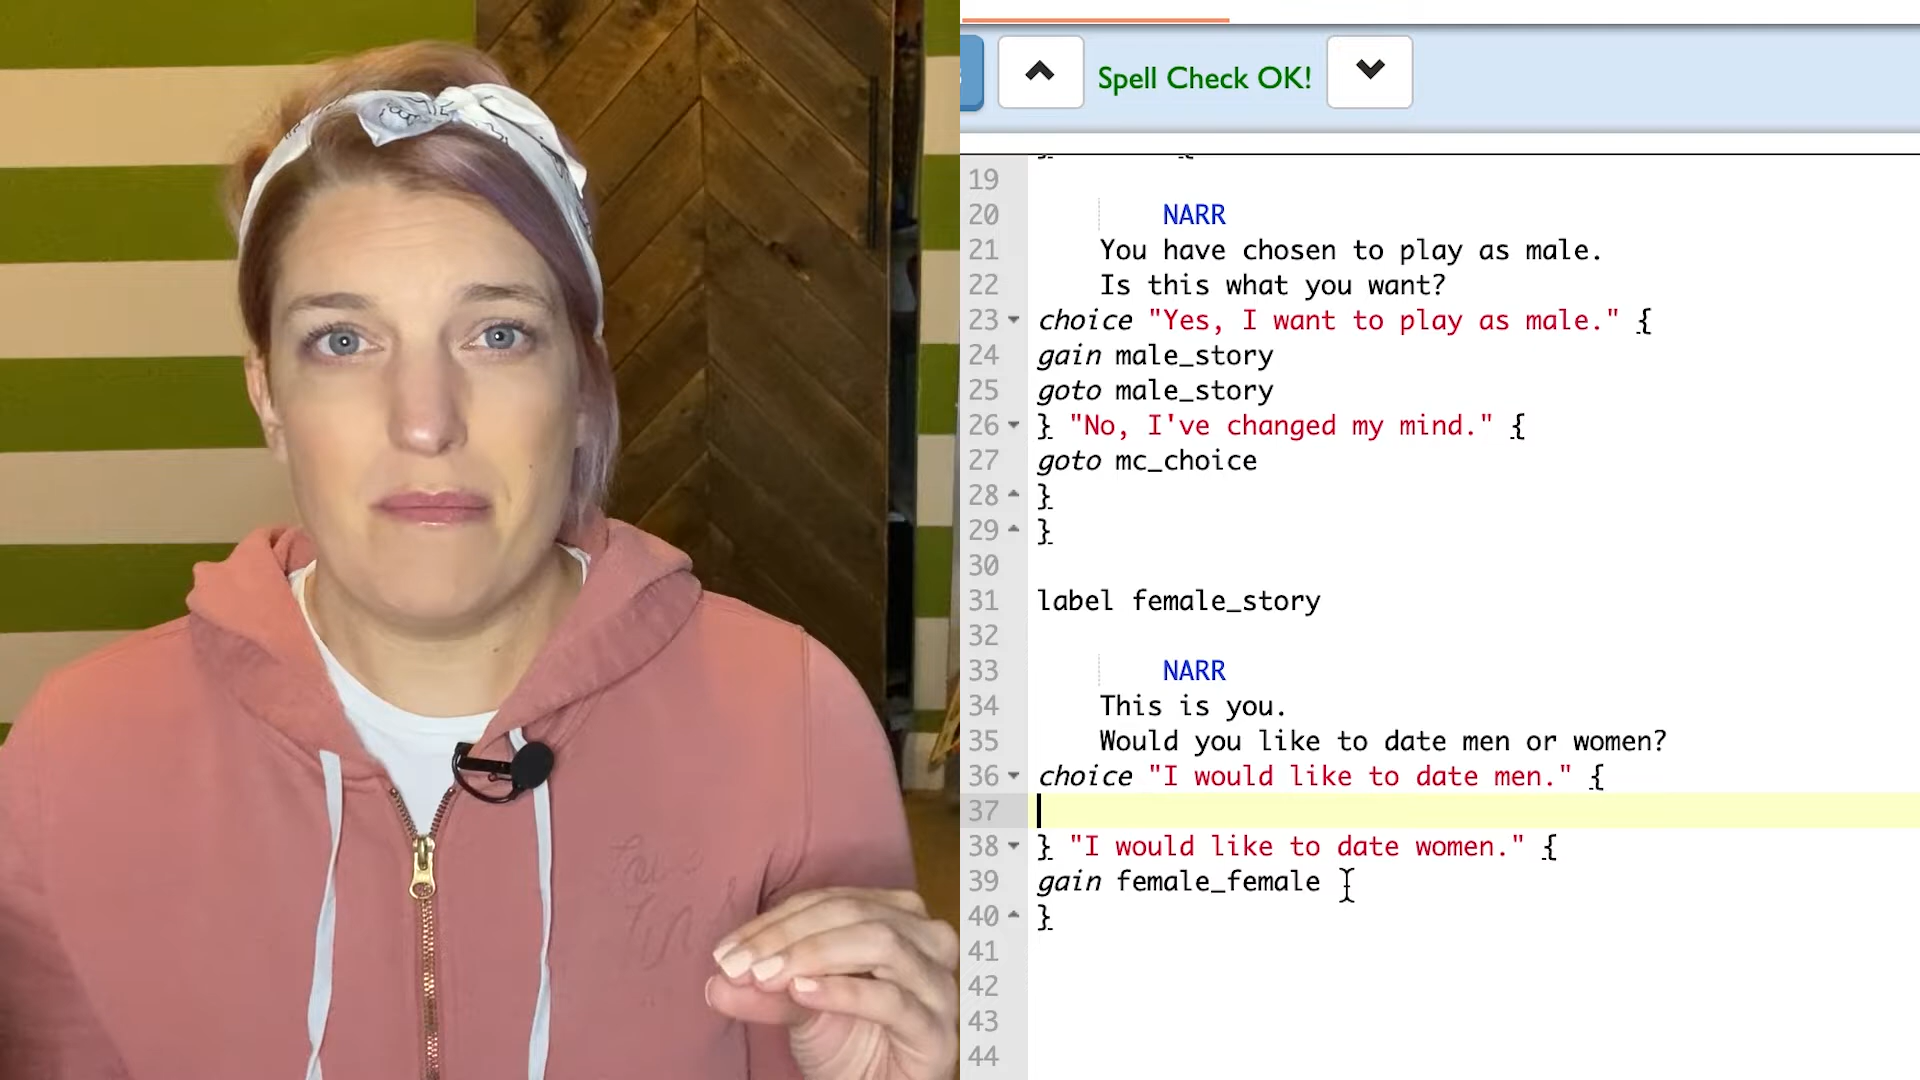 Spell Check OK!
19
20 NARR
21 You have chosen to play as male.
22 Is this what you want?
23 choice "Yes, I want to play as male." {
24 gain male_story
25 goto male_story
26 } "No, I've changed my mind." {
27 goto mc_choice
28 }
29 }
30
31 label female_story
32
33 NARR
34 This is you.
35 Would you like to date men or women?
36 choice "I would like to date men." {
37
38 } "I would like to date women." {
39 gain female_female
40 }
41
42
43
44